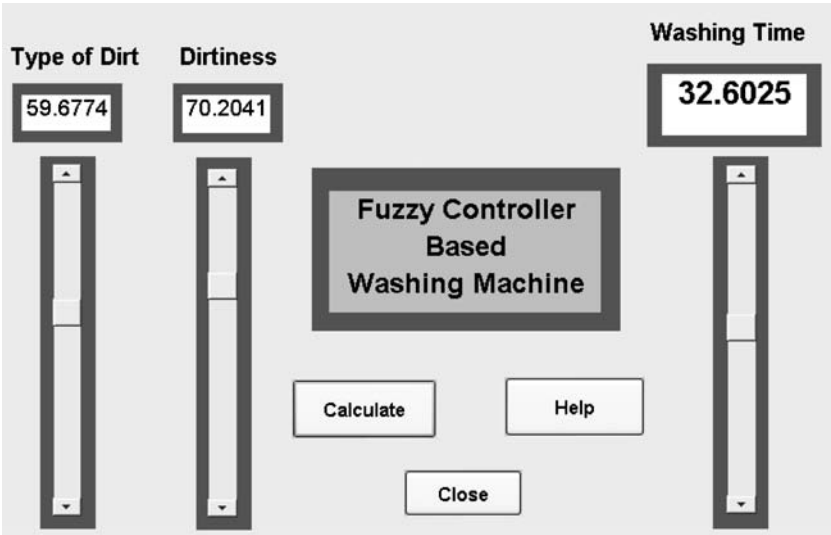 Washing Time
Type of Dirt
Dirtiness
59.6774
70.2041
32.6025
Fuzzy Controller
Based
Washing Machine
Calculate
Help
Close